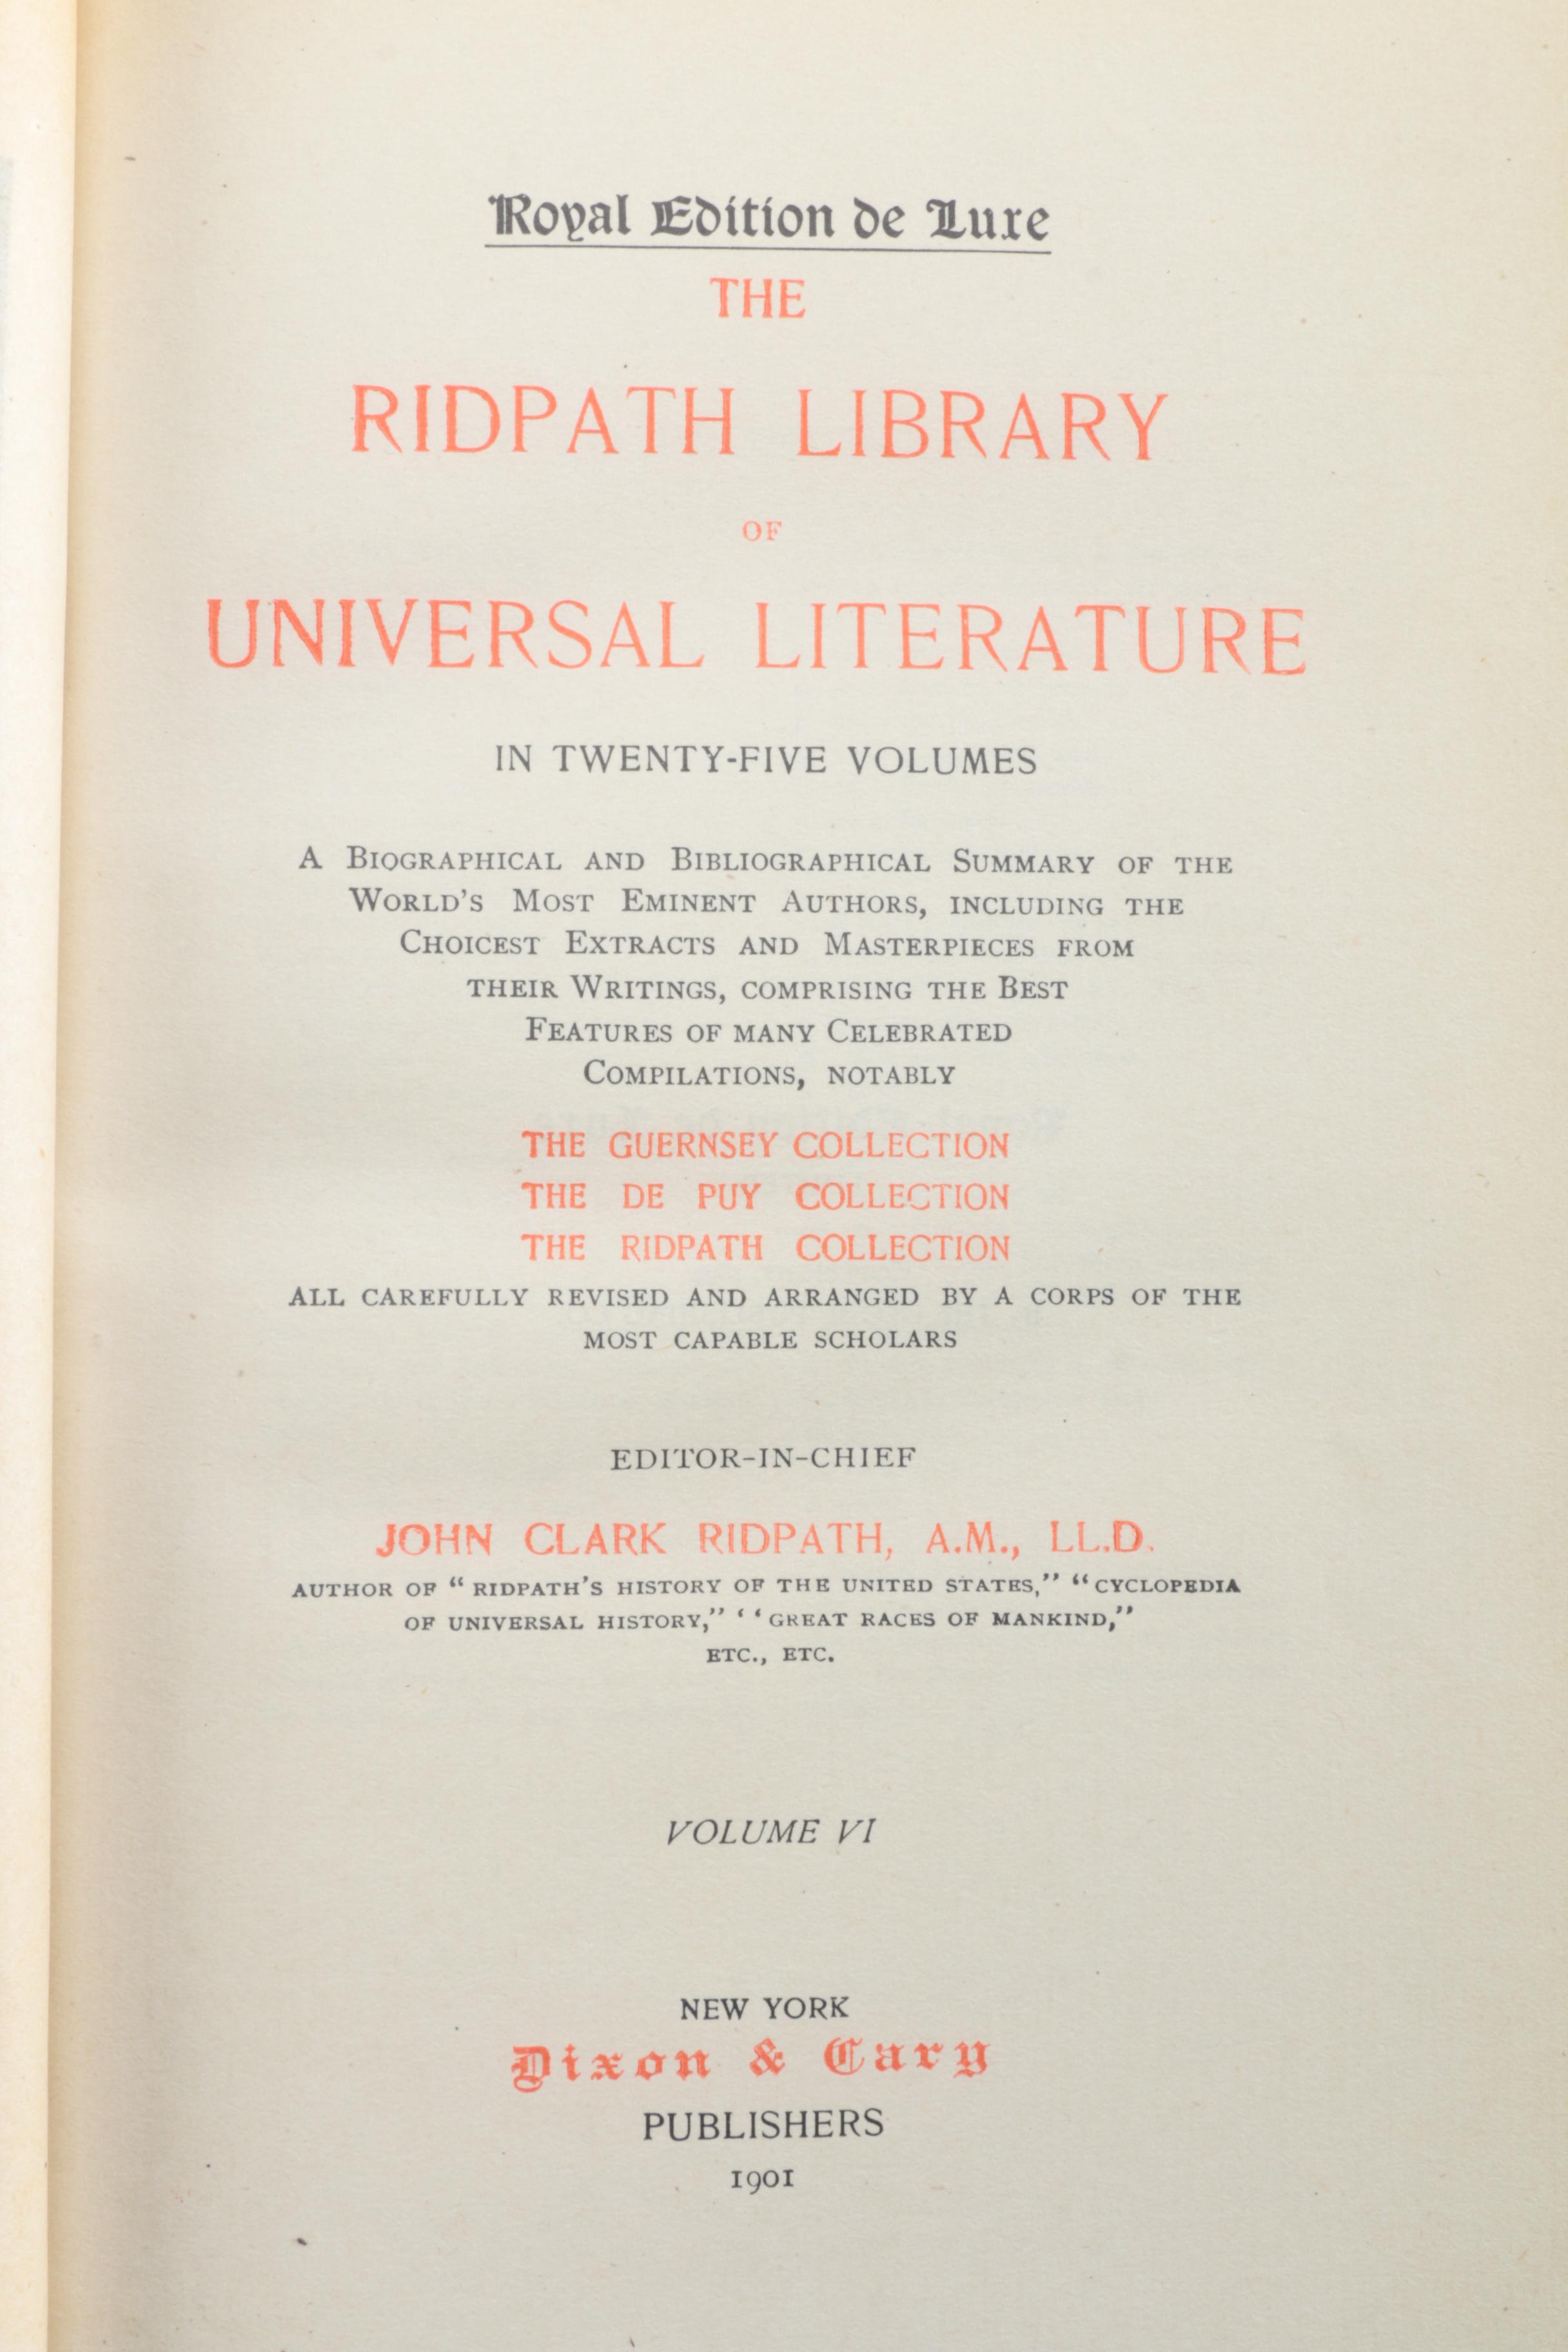 Royal Edition de Luxe
THE
RIDPATH LIBRARY
OF
UNIVERSAL LITERATURE
IN TWENTY-FIVE VOLUMES
A BIOGRAPHICAL AND BIBLIOGRAPHICAL SUMMARY OF THE
WORLD'S MOST EMINENT AUTHORS, INCLUDING THE
CHOICEST EXTRACTS AND MASTERPIECES FROM
THEIR WRITINGS, COMPRISING THE BEST
FEATURES OF MANY CELEBRATED
COMPILATIONS, NOTABLY
THE GUERNSEY COLLECTION
THE DE PUY COLLECTION
THE RIDPATH COLLECTION
ALL CAREFULLY REVISED AND ARRANGED BY A CORPS OF THE
MOST CAPABLE SCHOLARS
EDITOR-IN-CHIEF
JOHN CLARK RIDPATH, A.M., LL.D.
AUTHOR OF "RIDPATH'S HISTORY OF THE UNITED STATES," "CYCLOPEDIA
OF UNIVERSAL HISTORY," "GREAT RACES OF MANKIND,"
ETC., ETC.
VOLUME VI
NEW YORK
Dixon & Cary
PUBLISHERS
1901